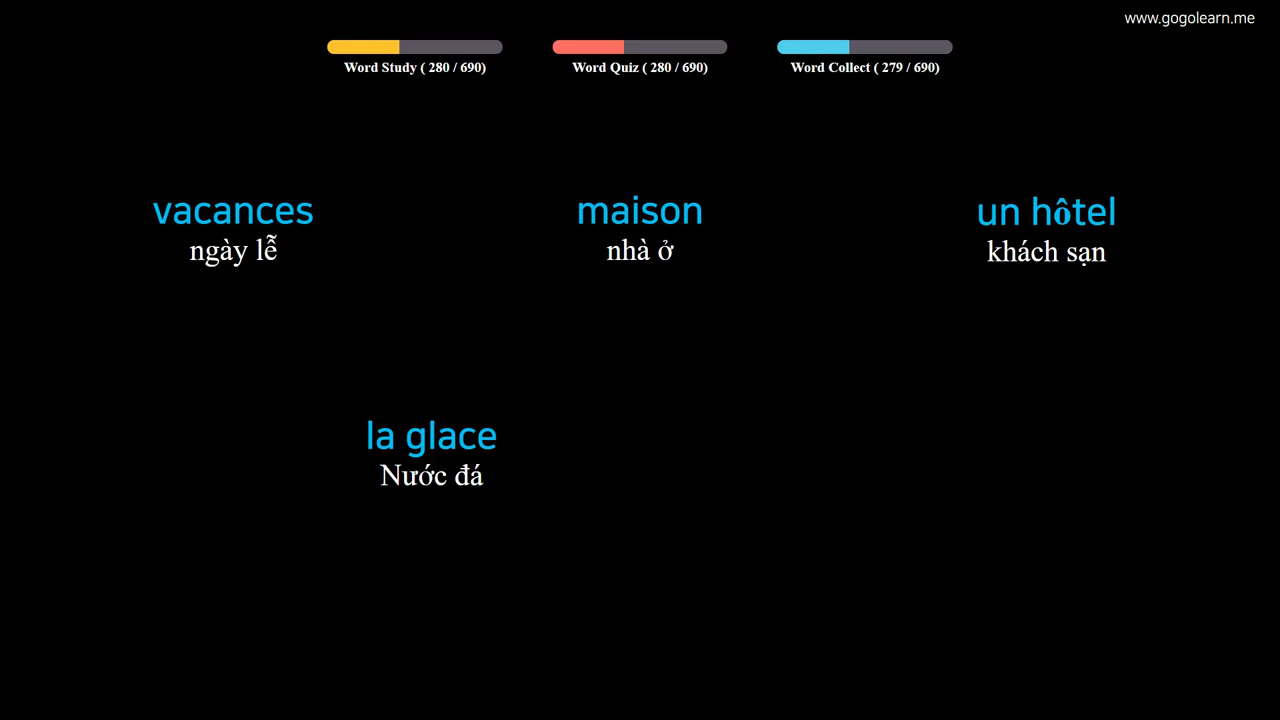 www.gogolearn.me
Word Study ( 280 / 690)
Word Quiz ( 280 / 690)
Word Collect ( 279 / 690)
vacances
ngày lễ
maison
nhà ở
un hôtel
khách sạn
la glace
Nước đá